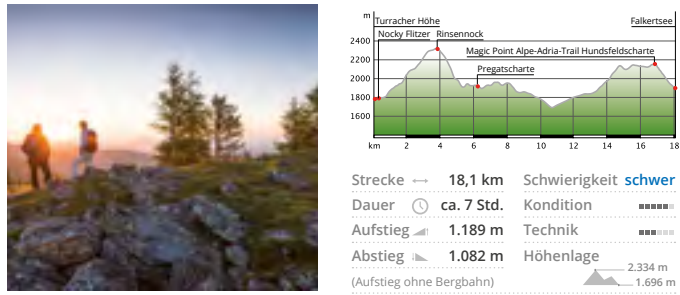 m
Turracher Höhe
Falkertsee
Nocky Flitzer
Rinsennock
Magic Point Alpe-Adria-Trail Hundsfeldscharte
Pregatscharte
2400
2200
2000
1800
1600
km 2 4 6 8 10 12 14 16 18
Strecke 18,1 km
Dauer ca. 7 Std.
Aufstieg 1.189 m
Abstieg 1.082 m
(Aufstieg ohne Bergbahn)
Schwierigkeit schwer
Kondition
Technik
Höhenlage
2.334 m
1.696 m